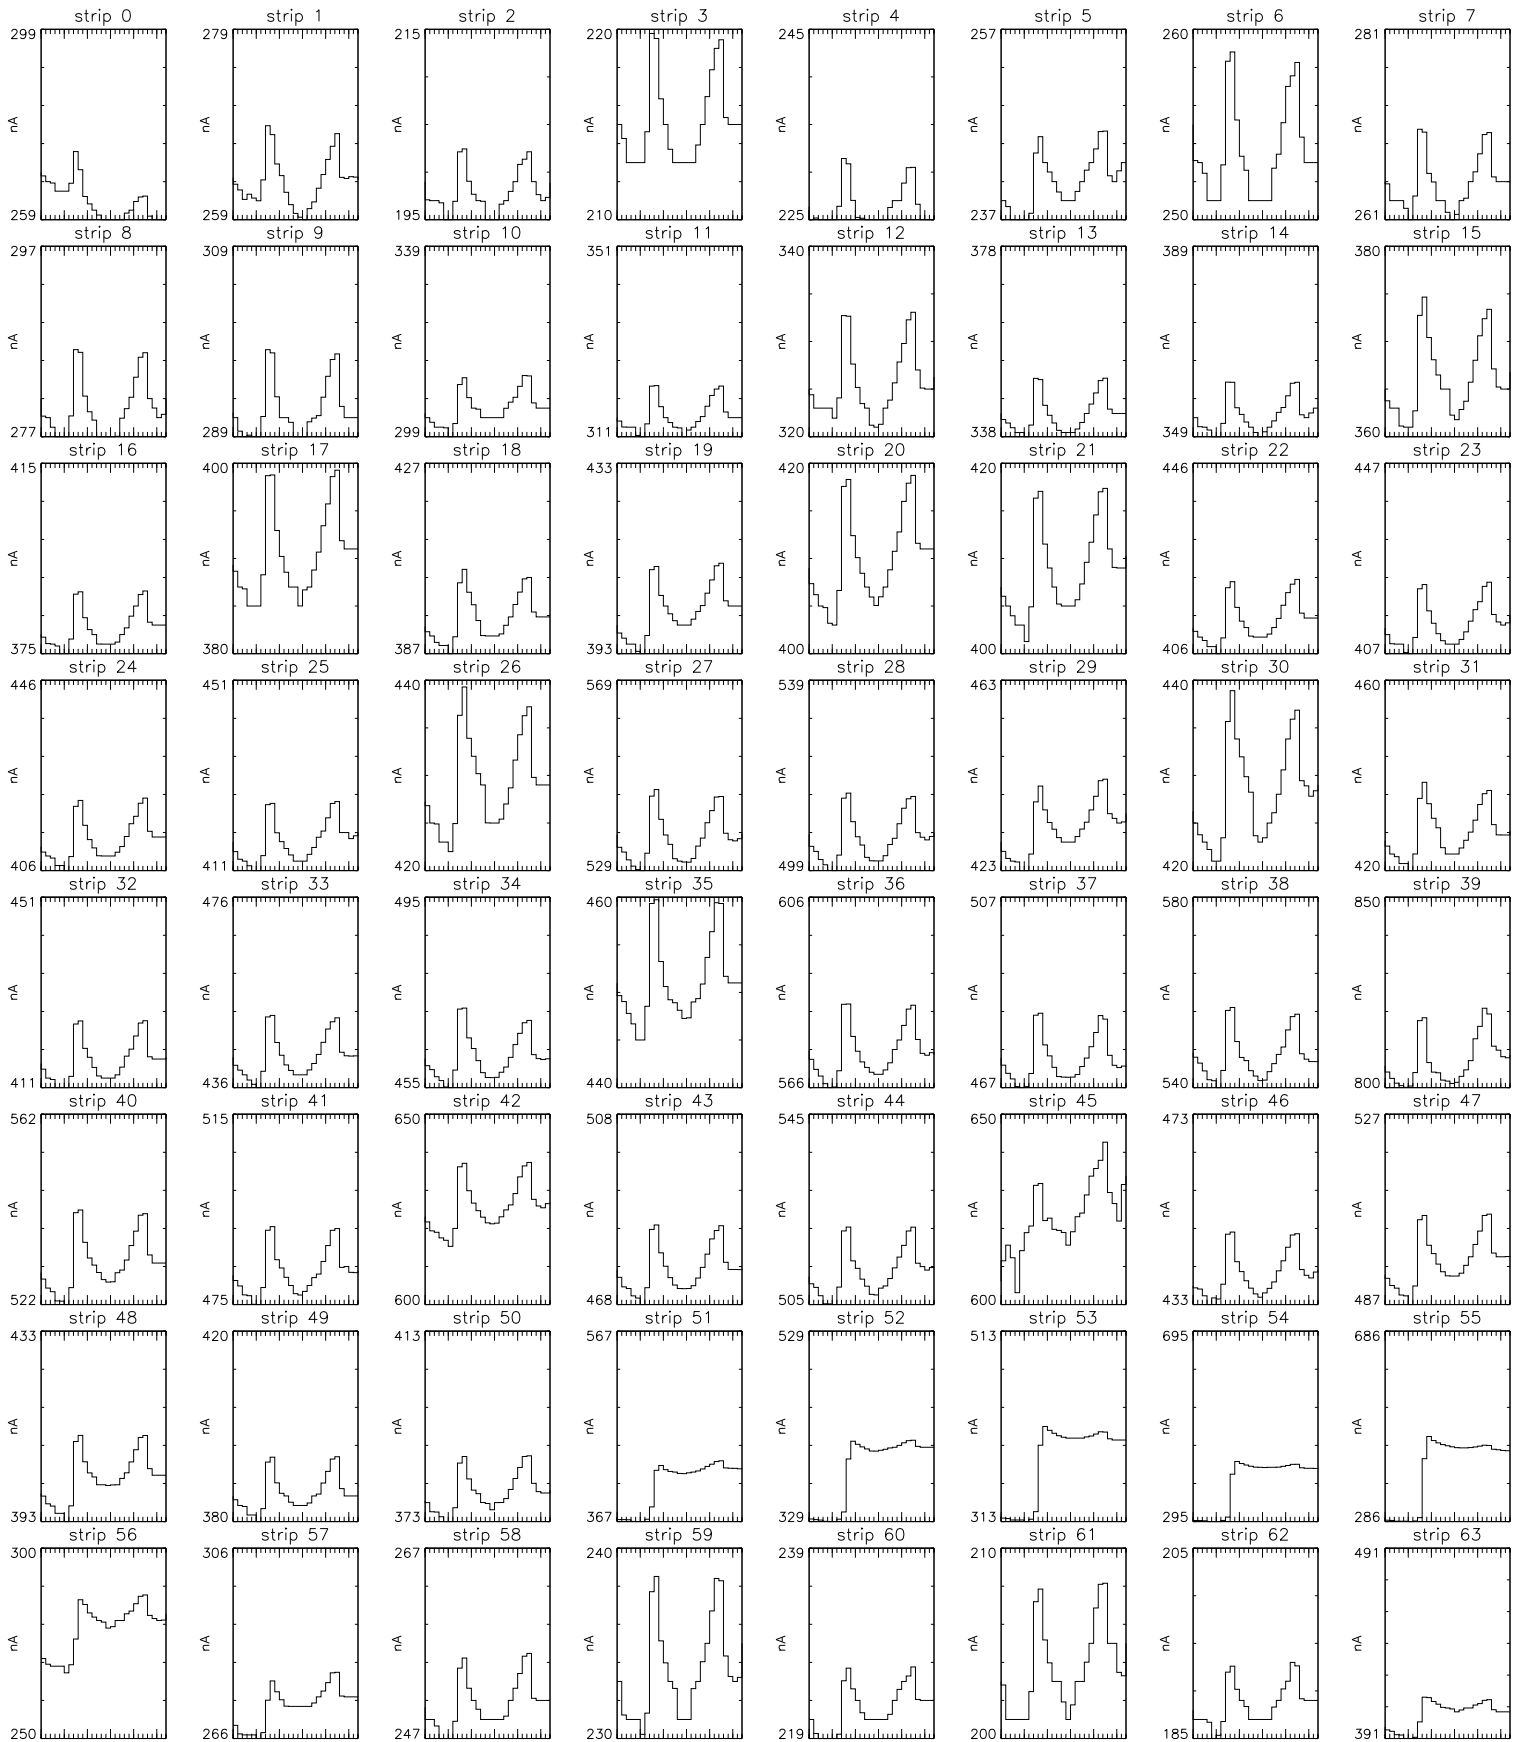 strip 0 strip 1 strip 2 strip 3 strip 4 strip 5 strip 6 strip 7
299 279 215 220 245 257 260 281
nA nA nA nA nA nA nA nA
259 259 195 210 225 237 250 261
strip 8 strip 9 strip 10 strip 11 strip 12 strip 13 strip 14 strip 15
297 309 339 351 340 378 389 380
nA nA nA nA nA nA nA nA
277 289 299 311 320 338 349 360
strip 16 strip 17 strip 18 strip 19 strip 20 strip 21 strip 22 strip 23
415 400 427 433 420 420 446 447
nA nA nA nA nA nA nA nA
375 380 387 393 400 400 406 407
strip 24 strip 25 strip 26 strip 27 strip 28 strip 29 strip 30 strip 31
446 451 440 569 539 463 440 460
nA nA nA nA nA nA nA nA
406 411 420 529 499 423 420 420
strip 32 strip 33 strip 34 strip 35 strip 36 strip 37 strip 38 strip 39
451 476 495 460 606 507 580 850
nA nA nA nA nA nA nA nA
411 436 455 440 566 467 540 800
strip 40 strip 41 strip 42 strip 43 strip 44 strip 45 strip 46 strip 47
562 515 650 508 545 650 473 527
nA nA nA nA nA nA nA nA
522 475 600 468 505 600 433 487
strip 48 strip 49 strip 50 strip 51 strip 52 strip 53 strip 54 strip 55
433 420 413 567 529 513 695 686
nA nA nA nA nA nA nA nA
393 380 373 367 329 313 295 286
strip 56 strip 57 strip 58 strip 59 strip 60 strip 61 strip 62 strip 63
300 306 267 240 239 210 205 491
nA nA nA nA nA nA nA nA
250 266 247 230 219 200 185 391